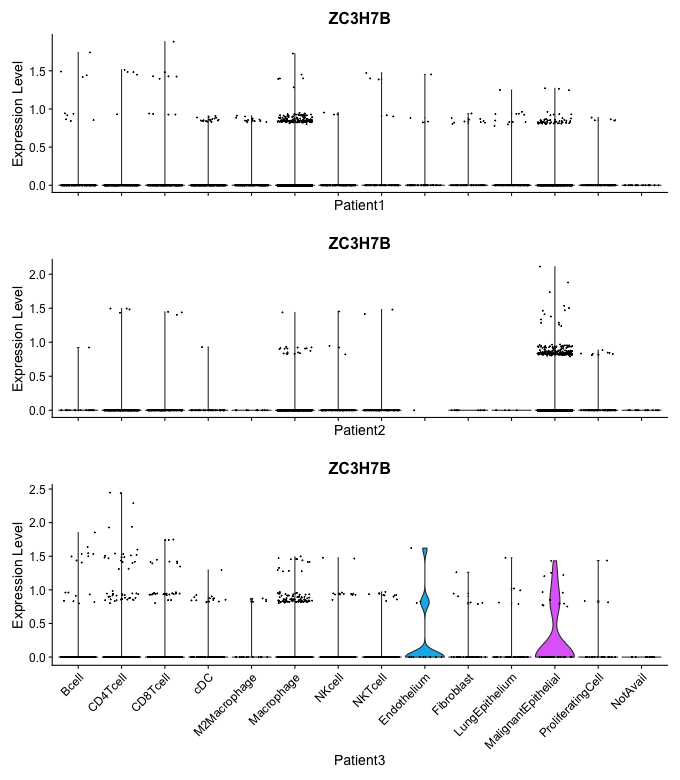 ZC3H7B
Expression Level
1.5
1.0
0.5
0.0
Patient1
ZC3H7B
Expression Level
2.0
1.5
1.0
0.5
0.0
Patient2
ZC3H7B
Expression Level
2.5
2.0
1.5
1.0
0.5
0.0
Bcell
CD4Tcell
CD8Tcell
cDC
M2Macrophage
Macrophage
NKcell
NKTcell
Endothelium
Fibroblast
LungEpithelium
MalignantEpithelial
ProliferatingCell
NotAvail
Patient3